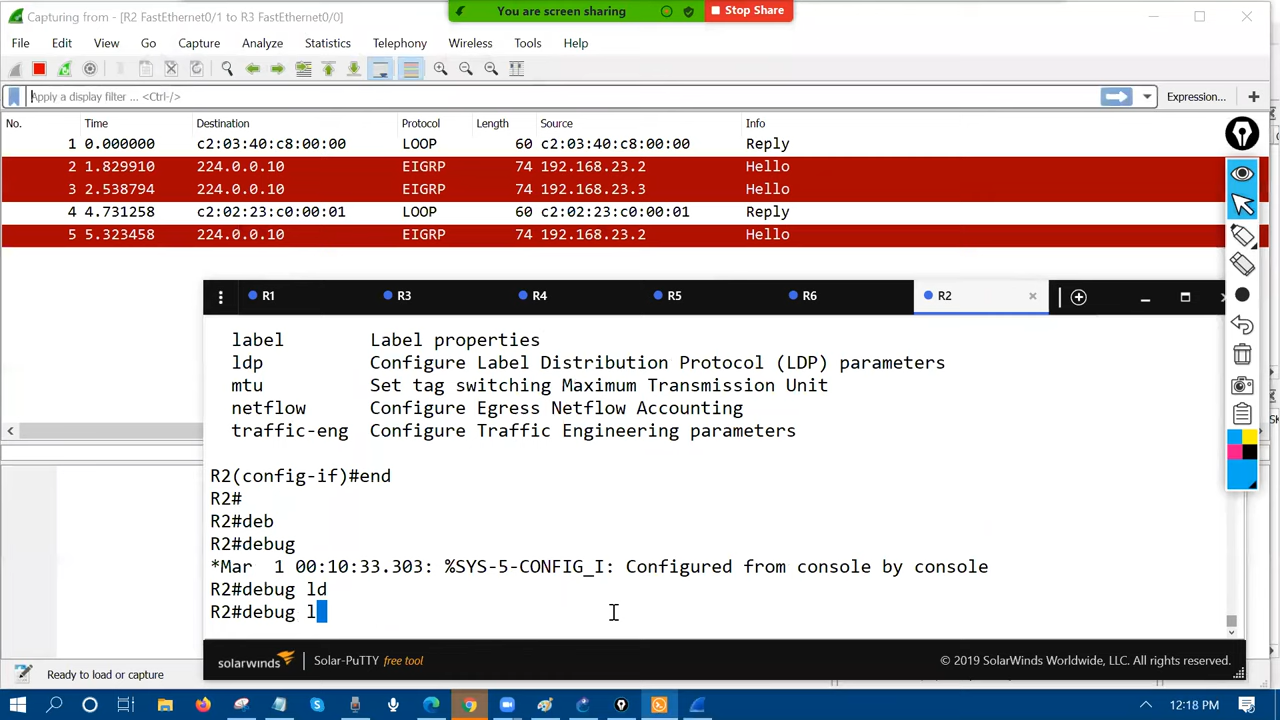 Capturing from - [R2 FastEthernet0/1 to R3 FastEthernet0/0]
You are screen sharing
Stop Share
File Edit View Go Capture Analyze Statistics Telephony Wireless Tools Help
Apply a display filter ... <Ctrl-/>
Expression...
No. Time Destination Protocol Length Source Info
1 0.000000 c2:03:40:c8:00:00 LOOP 60 c2:03:40:c8:00:00 Reply
2 1.829910 224.0.0.10 EIGRP 74 192.168.23.2 Hello
3 2.538794 224.0.0.10 EIGRP 74 192.168.23.3 Hello
4 4.731258 c2:02:23:c0:00:01 LOOP 60 c2:02:23:c0:00:01 Reply
5 5.323458 224.0.0.10 EIGRP 74 192.168.23.2 Hello
R1 R3 R4 R5 R6 R2
label Label properties
ldp Configure Label Distribution Protocol (LDP) parameters
mtu Set tag switching Maximum Transmission Unit
netflow Configure Egress Netflow Accounting
traffic-eng Configure Traffic Engineering parameters
R2(config-if)#end
R2#
R2#deb
R2#debug
*Mar 1 00:10:33.303: %SYS-5-CONFIG_I: Configured from console by console
R2#debug ld
R2#debug l
solarwinds Solar-PuTTY free tool
© 2019 SolarWinds Worldwide, LLC. All rights reserved.
Ready to load or capture
12:18 PM